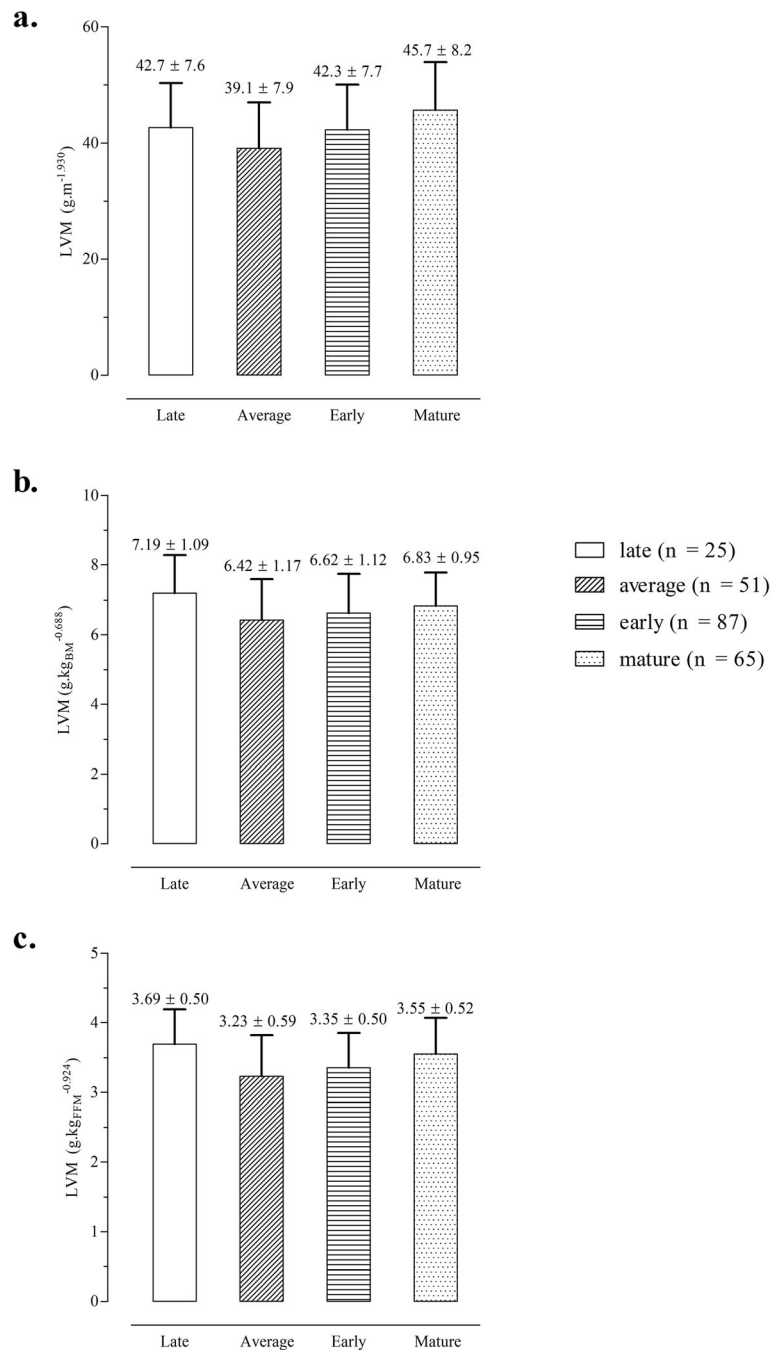 a.
60
40
20
0
LVM (g.m-1.930)
42.7 ± 7.6
39.1 ± 7.9
42.3 ± 7.7
45.7 ± 8.2
Late Average Early Mature
b.
10
8
6
4
2
0
LVM (g.kgBM-0.688)
7.19 ± 1.09
6.42 ± 1.17
6.62 ± 1.12
6.83 ± 0.95
Late Average Early Mature
late (n = 25)
average (n = 51)
early (n = 87)
mature (n = 65)
c.
5
4
3
2
1
0
LVM (g.kgFFM-0.924)
3.69 ± 0.50
3.23 ± 0.59
3.35 ± 0.50
3.55 ± 0.52
Late Average Early Mature